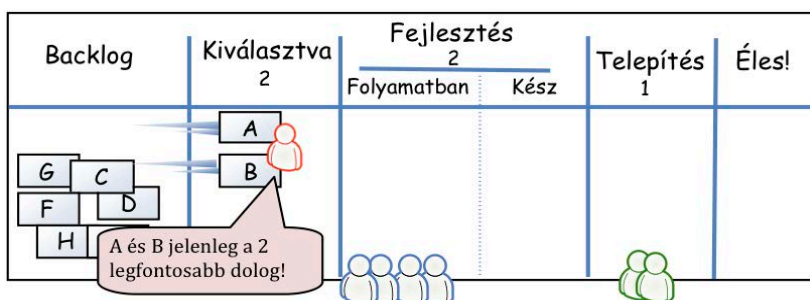 Backlog
Kiválasztva
2
Fejlesztés
2
Folyamatban
Kész
Telepítés
1
Éles!
A
B
G
C
F
D
H
A és B jelenleg a 2
legfontosabb dolog!